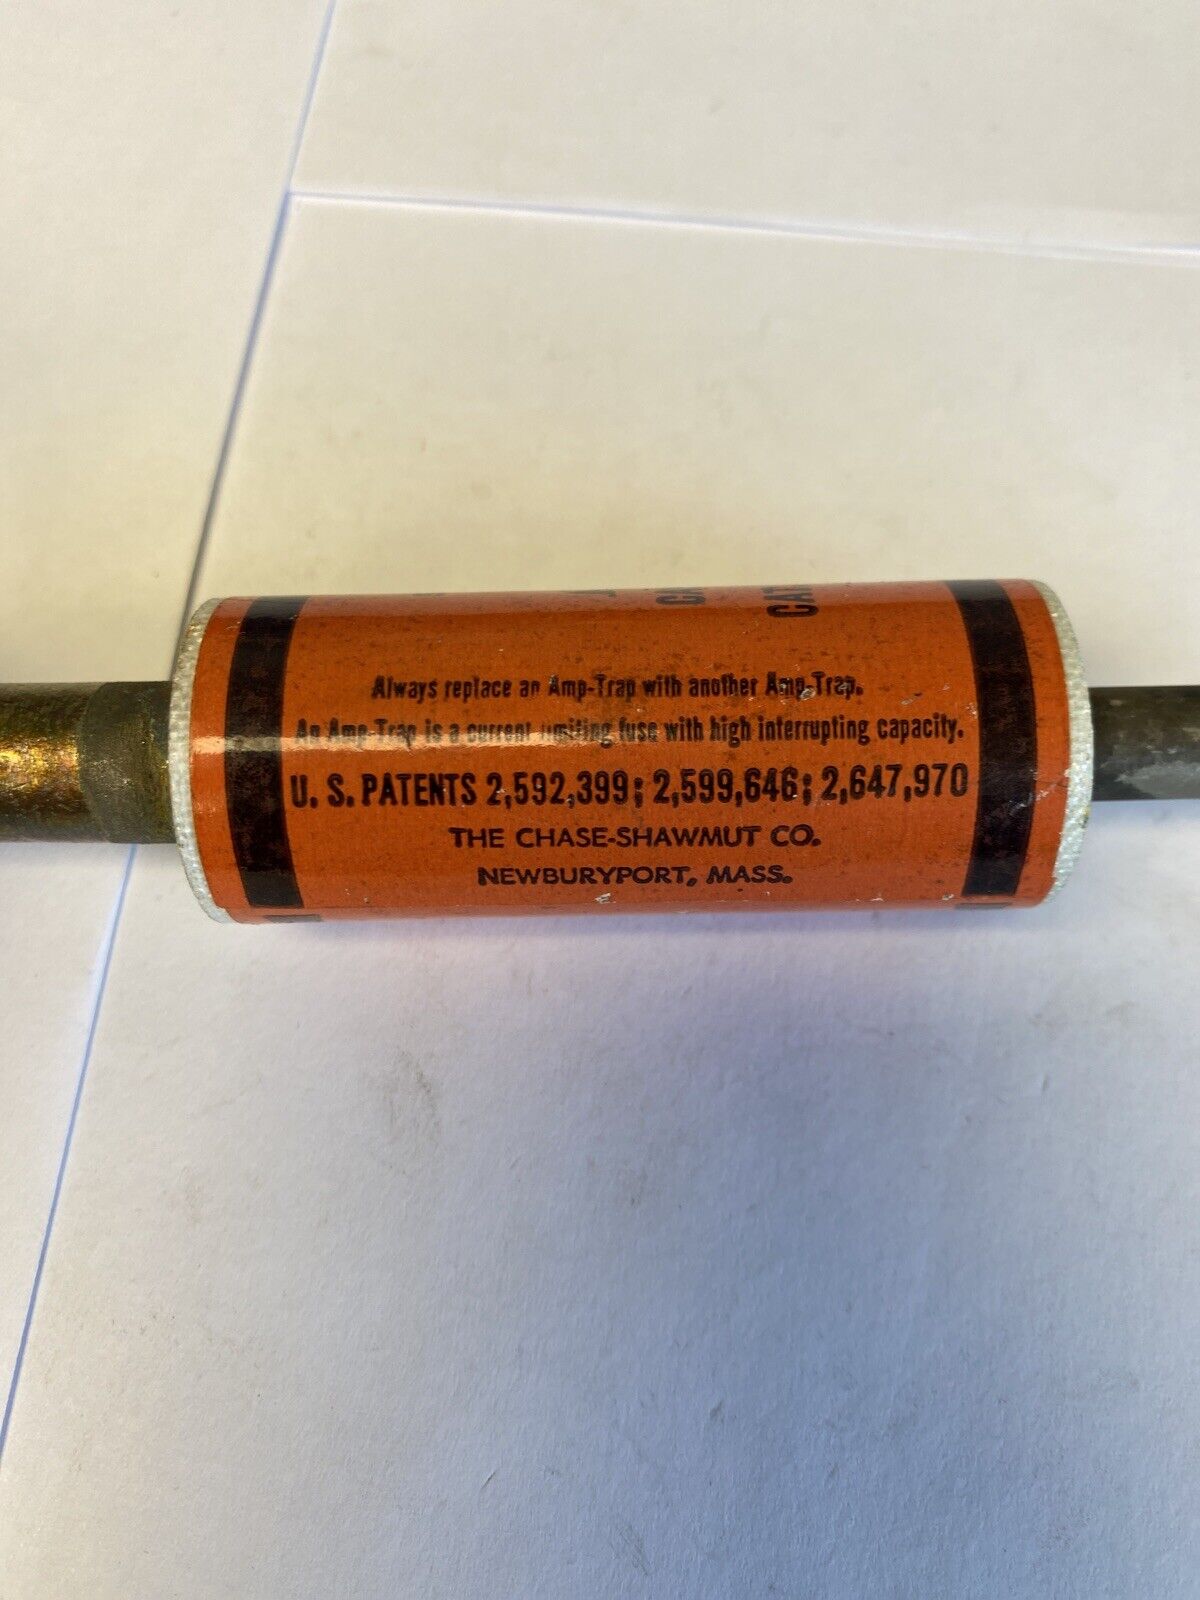 CAT
Always replace an Amp-Trap with another Amp-Trap.
An Amp-Trap is a current limiting fuse with high interrupting capacity.
U. S. PATENTS 2,592,399; 2,599,646; 2,647,970
THE CHASE-SHAWMUT CO.
NEWBURYPORT, MASS.